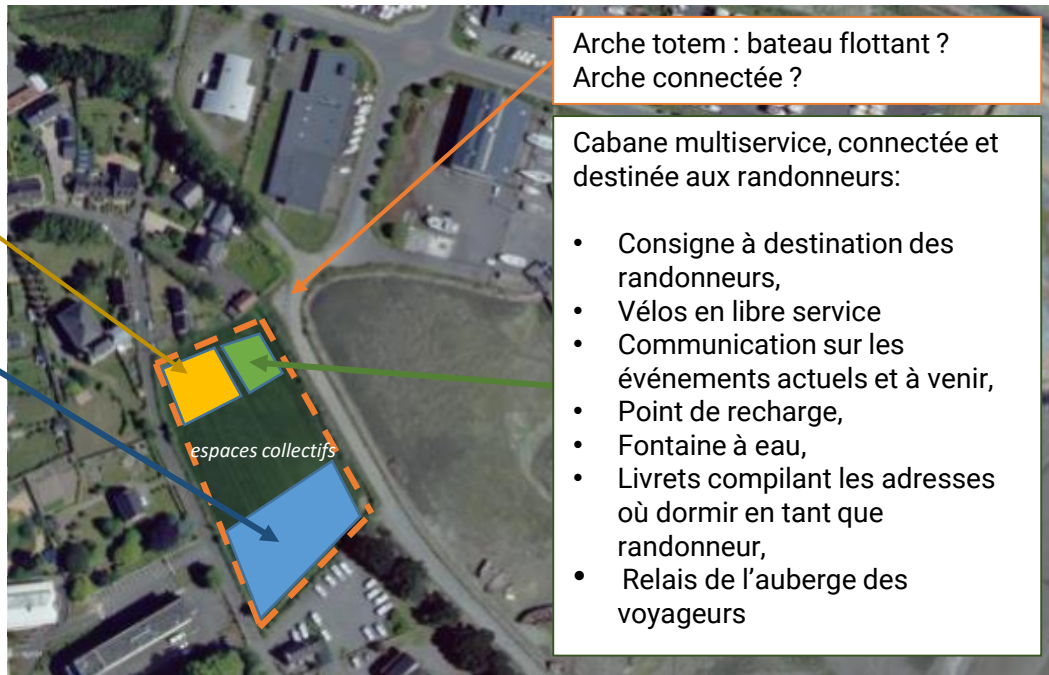 Arche totem : bateau flottant ?
Arche connectée ?
Cabane multiservice, connectée et
destinée aux randonneurs:
• Consigne à destination des
randonneurs,
• Vélos en libre service
• Communication sur les
événements actuels et à venir,
• Point de recharge,
• Fontaine à eau,
• Livrets compilant les adresses
où dormir en tant que
randonneur,
• Relais de l’auberge des
voyageurs
espaces collectifs